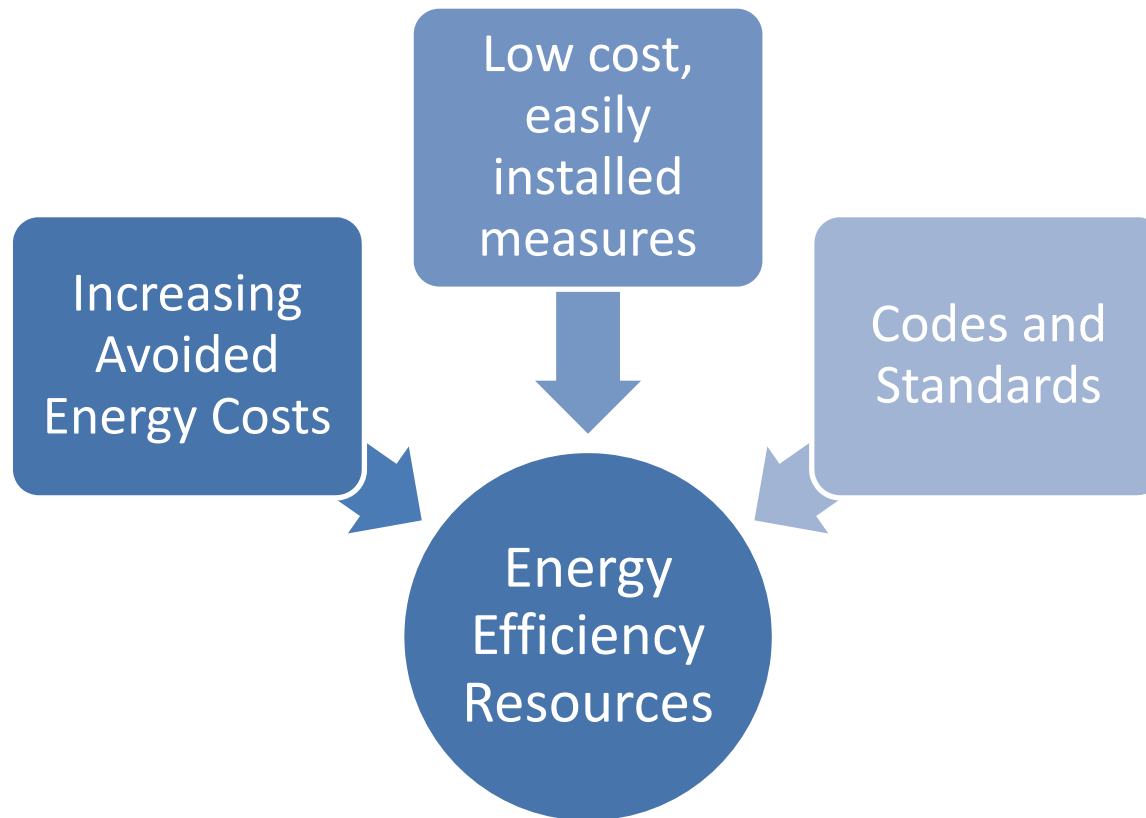 Low cost,
easily
installed
measures
Increasing
Avoided
Energy Costs
Codes and
Standards
Energy
Efficiency
Resources